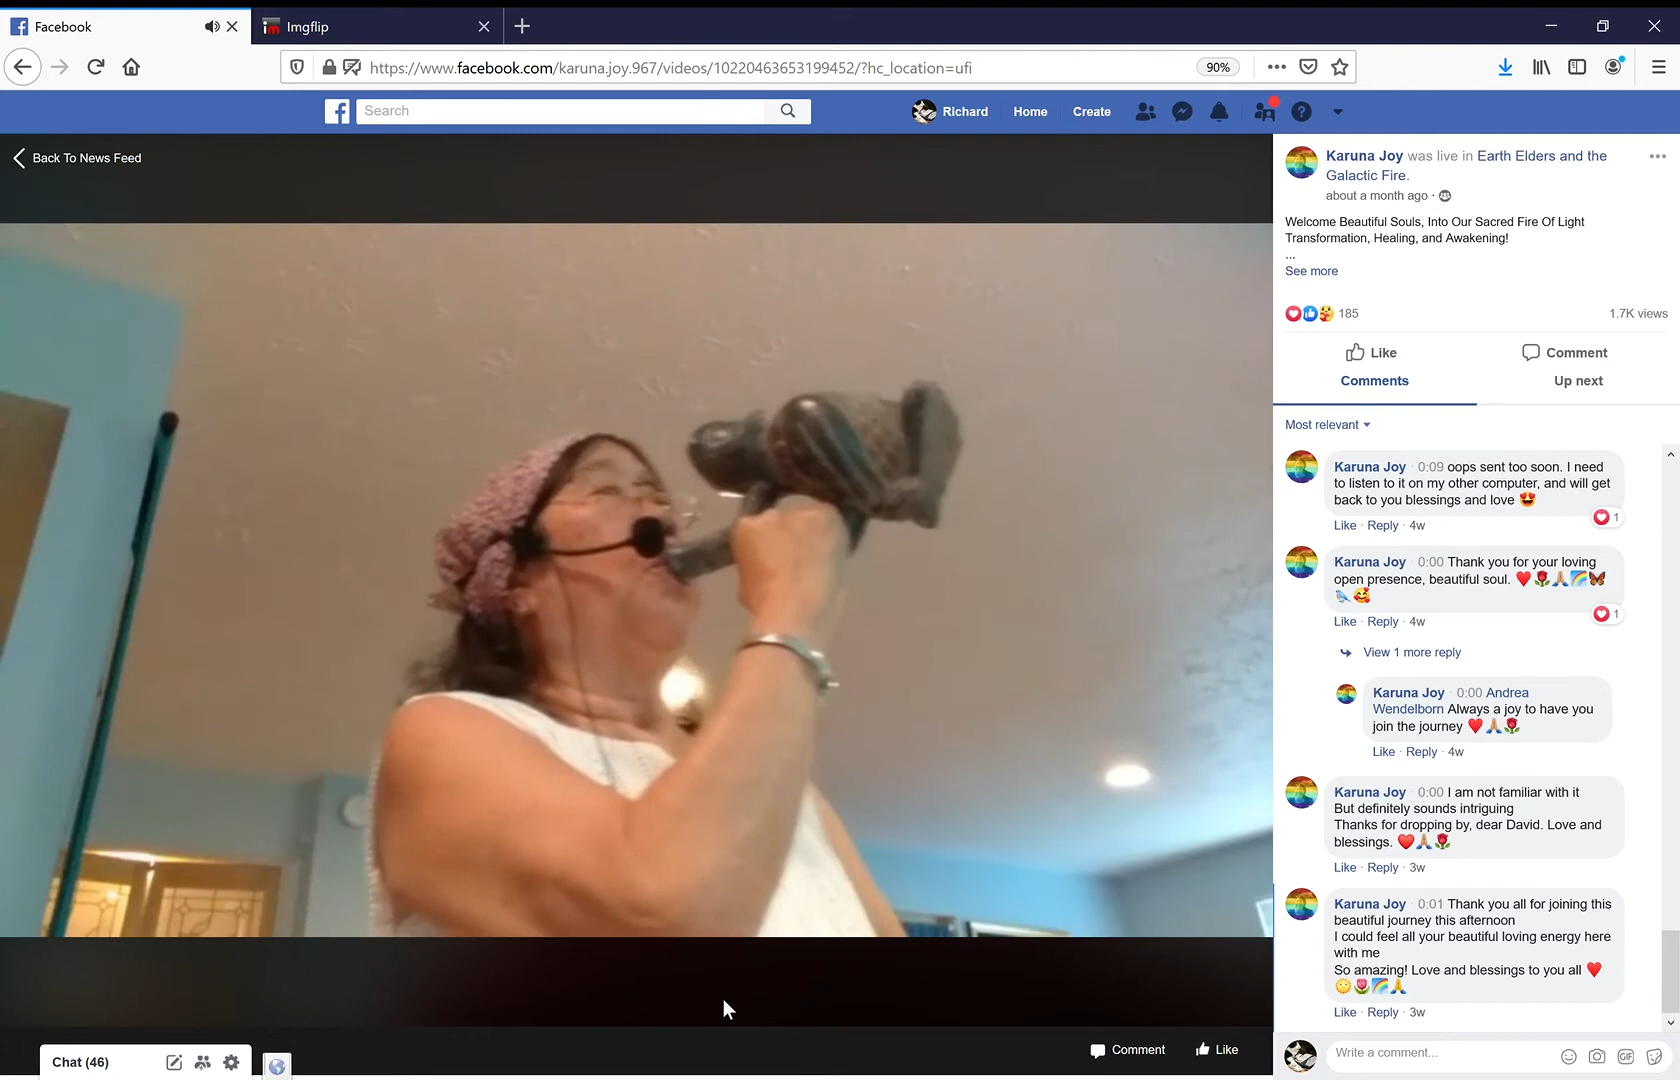 Facebook
Imgflip
https://www.facebook.com/karuna.joy.967/videos/10220463653199452/?hc_location=ufi
90%
Search
Richard
Home
Create
Back To News Feed
Karuna Joy was live in Earth Elders and the
Galactic Fire.
about a month ago ·
Welcome Beautiful Souls, Into Our Sacred Fire Of Light
Transformation, Healing, and Awakening!
...
See more
185
1.7K views
Like
Comment
Comments
Up next
Most relevant
Karuna Joy · 0:09 oops sent too soon. I need
to listen to it on my other computer, and will get
back to you blessings and love 😍
1
Like · Reply · 4w
Karuna Joy · 0:00 Thank you for your loving
open presence, beautiful soul. ❤️🌹🙏🌈🦋
🐦🥰
1
Like · Reply · 4w
View 1 more reply
Karuna Joy · 0:00 Andrea
Wendelborn Always a joy to have you
join the journey ❤️🙏🌹
Like · Reply · 4w
Karuna Joy · 0:00 I am not familiar with it
But definitely sounds intriguing
Thanks for dropping by, dear David. Love and
blessings. ❤️🙏🌹
Like · Reply · 3w
Karuna Joy · 0:01 Thank you all for joining this
beautiful journey this afternoon
I could feel all your beautiful loving energy here
with me
So amazing! Love and blessings to you all ❤️
🌞🌷🌈🙏
Like · Reply · 3w
Comment
Like
Chat (46)
Write a comment...
GIF